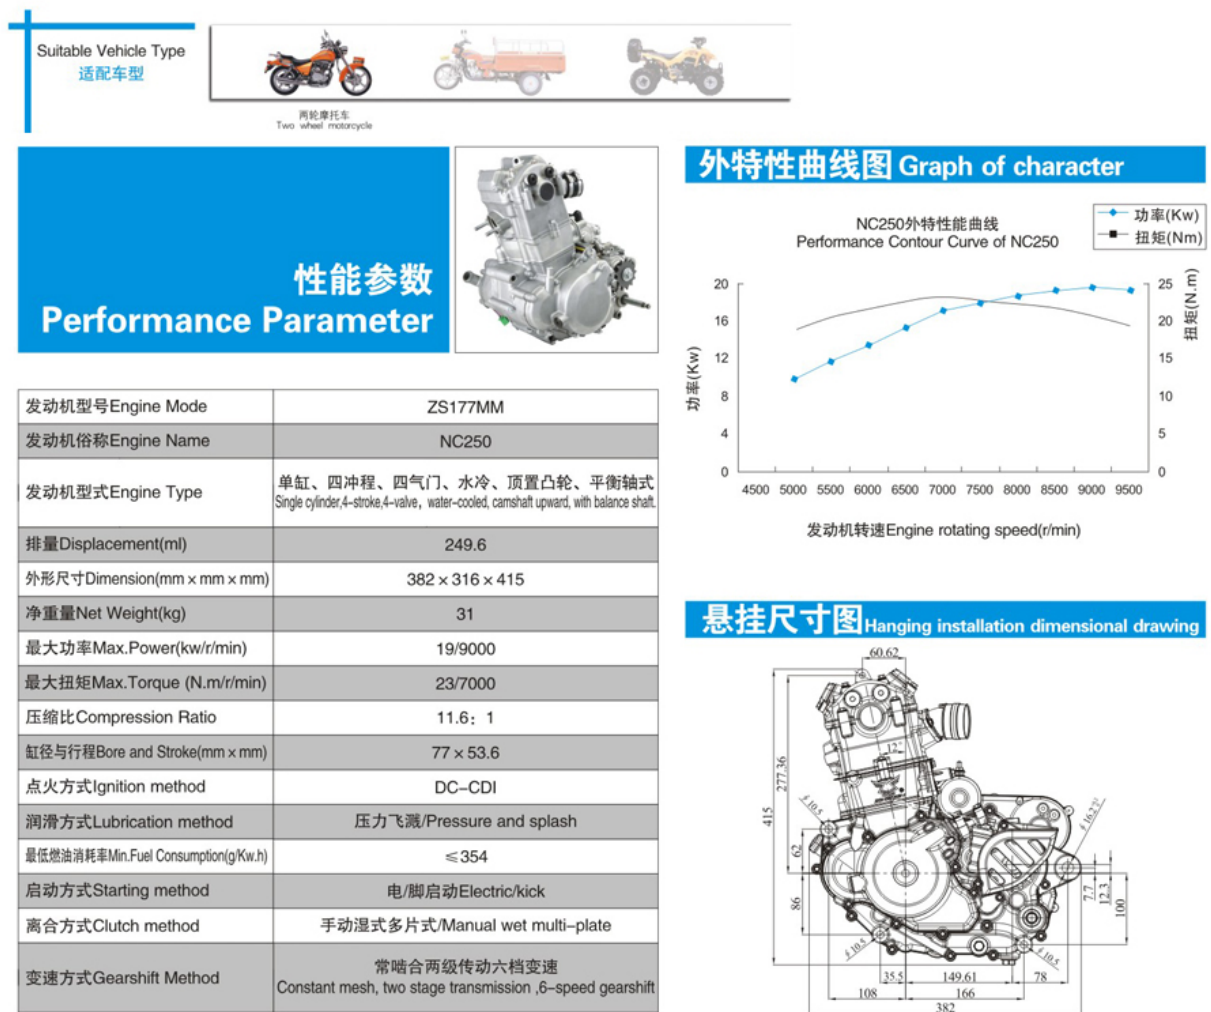 Suitable Vehicle Type
适配车型
两轮摩托车
Two wheel motorcycle
性能参数
Performance Parameter
发动机型号Engine Mode ZS177MM
发动机俗称Engine Name NC250
发动机型式Engine Type 单缸、四冲程、四气门、水冷、顶置凸轮、平衡轴式
Single cylinder,4-stroke,4-valve, water-cooled, camshaft upward, with balance shaft.
排量Displacement(ml) 249.6
外形尺寸Dimension(mm×mm×mm) 382×316×415
净重量Net Weight(kg) 31
最大功率Max.Power(kw/r/min) 19/9000
最大扭矩Max.Torque (N.m/r/min) 23/7000
压缩比Compression Ratio 11.6：1
缸径与行程Bore and Stroke(mm×mm) 77×53.6
点火方式Ignition method DC-CDI
润滑方式Lubrication method 压力飞溅/Pressure and splash
最低燃油消耗率Min.Fuel Consumption(g/Kw.h) ≤354
启动方式Starting method 电/脚启动Electric/kick
离合方式Clutch method 手动湿式多片式/Manual wet multi-plate
变速方式Gearshift Method 常啮合两级传动六档变速
Constant mesh, two stage transmission ,6-speed gearshift
外特性曲线图 Graph of character
NC250外特性能曲线
Performance Contour Curve of NC250
功率(Kw)
扭矩(Nm)
功率(Kw)
20
16
12
8
4
0
扭矩(N.m)
25
20
15
10
5
0
4500 5000 5500 6000 6500 7000 7500 8000 8500 9000 9500
发动机转速Engine rotating speed(r/min)
悬挂尺寸图Hanging installation dimensional drawing
60.62
12°
277.36
415
ϕ10.5
62
86
ϕ10.5
ϕ16.2
7.7
12.3
100
ϕ10.5
35.5 149.61 78
108 166
382